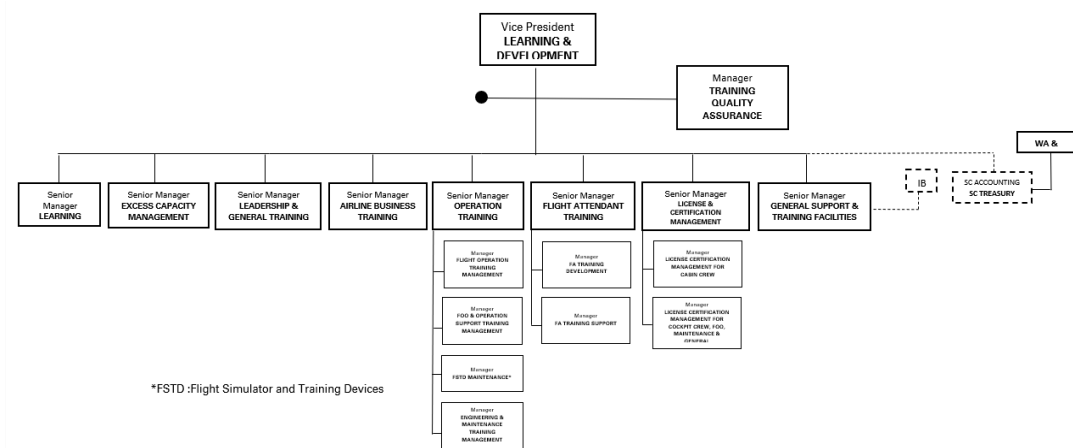 Vice President
LEARNING &
DEVELOPMENT
Manager
TRAINING
QUALITY
ASSURANCE
WA &
IB
SC ACCOUNTING
SC TREASURY
Senior
Manager
LEARNING
Senior Manager
EXCESS CAPACITY
MANAGEMENT
Senior Manager
LEADERSHIP &
GENERAL TRAINING
Senior Manager
AIRLINE BUSINESS
TRAINING
Senior Manager
OPERATION
TRAINING
Senior Manager
FLIGHT ATTENDANT
TRAINING
Senior Manager
LICENSE &
CERTIFICATION
MANAGEMENT
Senior Manager
GENERAL SUPPORT &
TRAINING FACILITIES
Manager
FLIGHT OPERATION
TRAINING
MANAGEMENT
Manager
FOO & OPERATION
SUPPORT TRAINING
MANAGEMENT
Manager
FSTD MAINTENANCE*
Manager
ENGINEERING &
MAINTENANCE
TRAINING
MANAGEMENT
Manager
FA TRAINING
DEVELOPMENT
Manager
FA TRAINING SUPPORT
Manager
LICENSE CERTIFICATION
MANAGEMENT FOR
CABIN CREW
Manager
LICENSE CERTIFICATION
MANAGEMENT FOR
COCKPIT CREW, FOO,
MAINTENANCE &
GENERAL
*FSTD :Flight Simulator and Training Devices